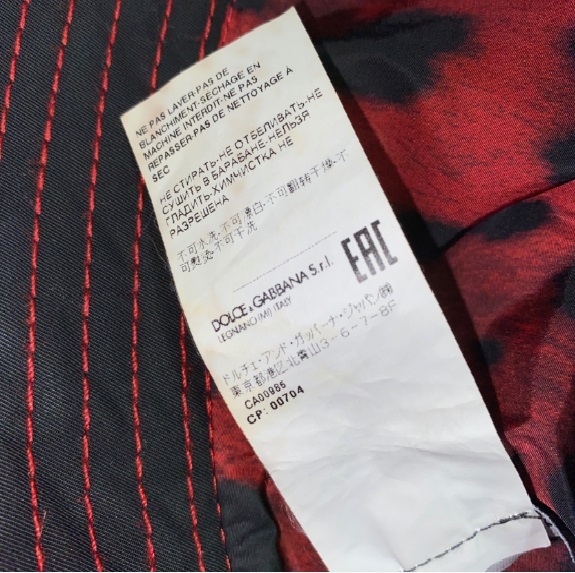 NE PAS LAVER·PAS DE
BLANCHIMENT·SÉCHAGE EN
MACHINE INTERDIT·NE PAS
REPASSER·PAS DE NETTOYAGE À
SEC
НЕ СТИРАТЬ·НЕ ОТБЕЛИВАТЬ·НЕ
СУШИТЬ В БАРАБАНЕ·НЕЛЬЗЯ
ГЛАДИТЬ·ХИМЧИСТКА НЕ
РАЗРЕШЕНА
不可水洗·不可漂白·不可翻转干燥·不
可熨烫·不可干洗
EAC
DOLCE & GABBANA S.r.l.
LEGNANO (MI) ITALY
ドルチェ・アンド・ガッバーナ・ジャパン㈱
東京都港区北青山3-6-7-8F
CA00985
CP: 00704